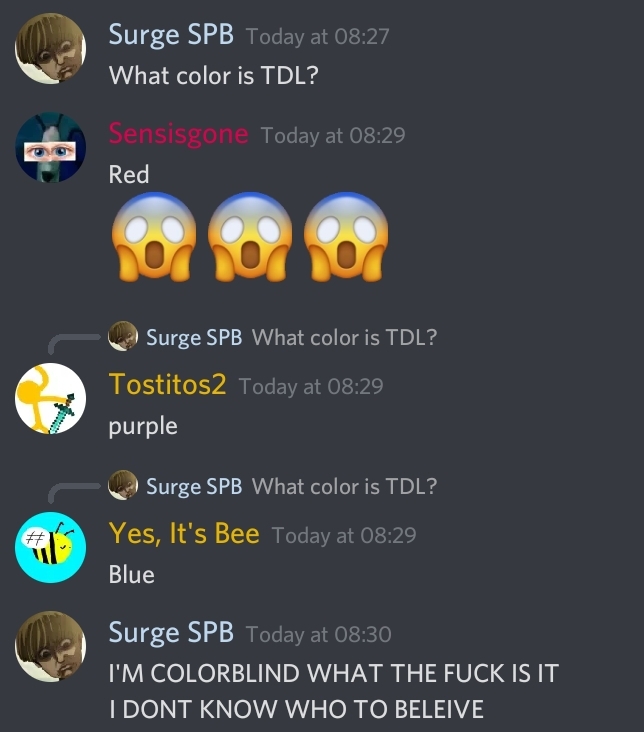 Surge SPB Today at 08:27
What color is TDL?
Sensisgone Today at 08:29
Red
Surge SPB What color is TDL?
Tostitos2 Today at 08:29
purple
Surge SPB What color is TDL?
Yes, It's Bee Today at 08:29
##
Blue
Surge SPB Today at 08:30
I'M COLORBLIND WHAT THE FUCK IS IT
I DONT KNOW WHO TO BELEIVE